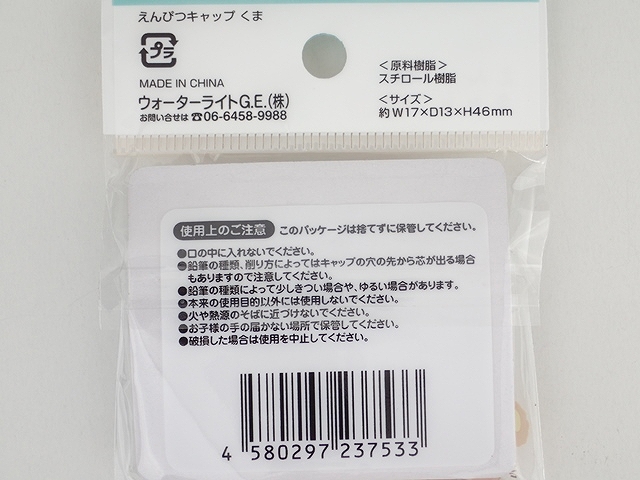 えんぴつキャップ くま
プラ
MADE IN CHINA
ウォーターライトG.E.(株)
お問い合せは ☎06-6458-9988
＜原料樹脂＞
スチロール樹脂
＜サイズ＞
約 W17×D13×H46mm
使用上のご注意 このパッケージは捨てずに保管してください。
●口の中に入れないでください。
●鉛筆の種類、削り方によってはキャップの穴の先から芯が出る場合
もありますので注意してください。
●鉛筆の種類によって少しきつい場合や、ゆるい場合があります。
●本来の使用目的以外には使用しないでください。
●火や熱源のそばに近づけないでください。
●お子様の手の届かない場所で保管してください。
●破損した場合は使用を中止してください。
4 580297 237533